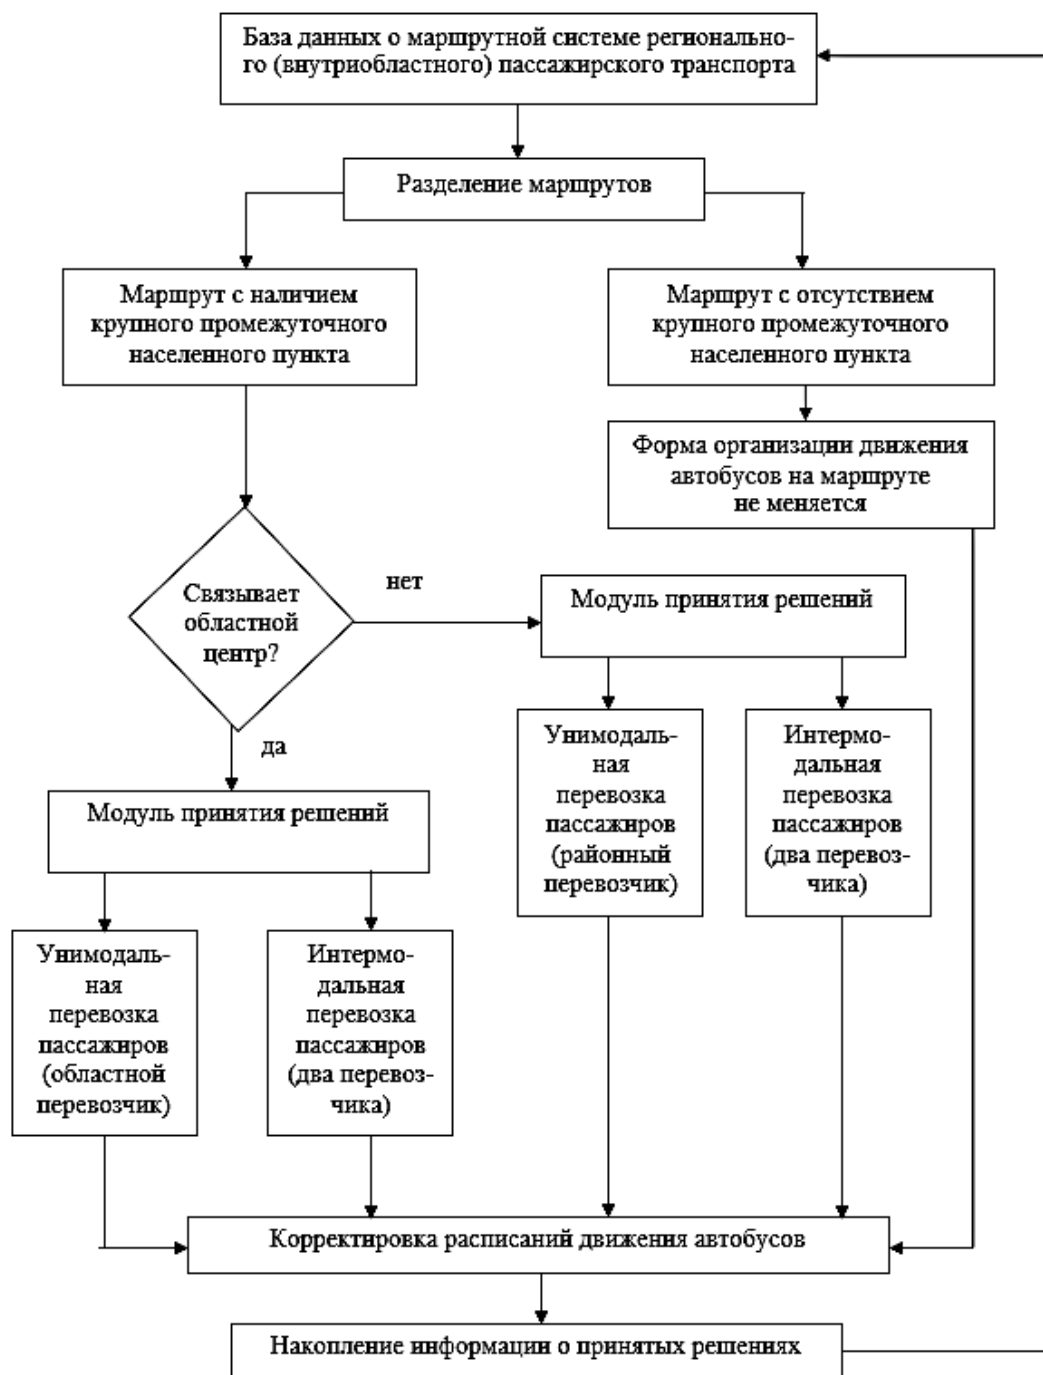 База данных о маршрутной системе регионально-
го (внутриобластного) пассажирского транспорта
Разделение маршрутов
Маршрут с наличием
крупного промежуточного
населенного пункта
Маршрут с отсутствием
крупного промежуточного
населенного пункта
Форма организации движения
автобусов на маршруте
не меняется
Связывает
областной
центр?
нет
Модуль принятия решений
Унимодаль-
ная
перевозка
пассажиров
(районный
перевозчик)
Интермо-
дальная
перевозка
пассажиров
(два перевоз-
чика)
да
Модуль принятия решений
Унимодаль-
ная
перевозка
пассажиров
(областной
перевозчик)
Интермо-
дальная
перевозка
пассажиров
(два перевоз-
чика)
Корректировка расписаний движения автобусов
Накопление информации о принятых решениях